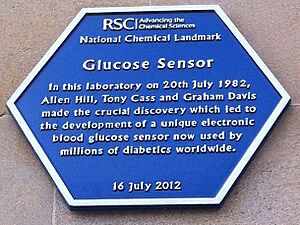 RSC | Advancing the
Chemical Sciences
National Chemical Landmark
Glucose Sensor
In this laboratory on 20th July 1982,
Allen Hill, Tony Cass and Graham Davis
made the crucial discovery which led to
the development of a unique electronic
blood glucose sensor now used by
millions of diabetics worldwide.
16 July 2012